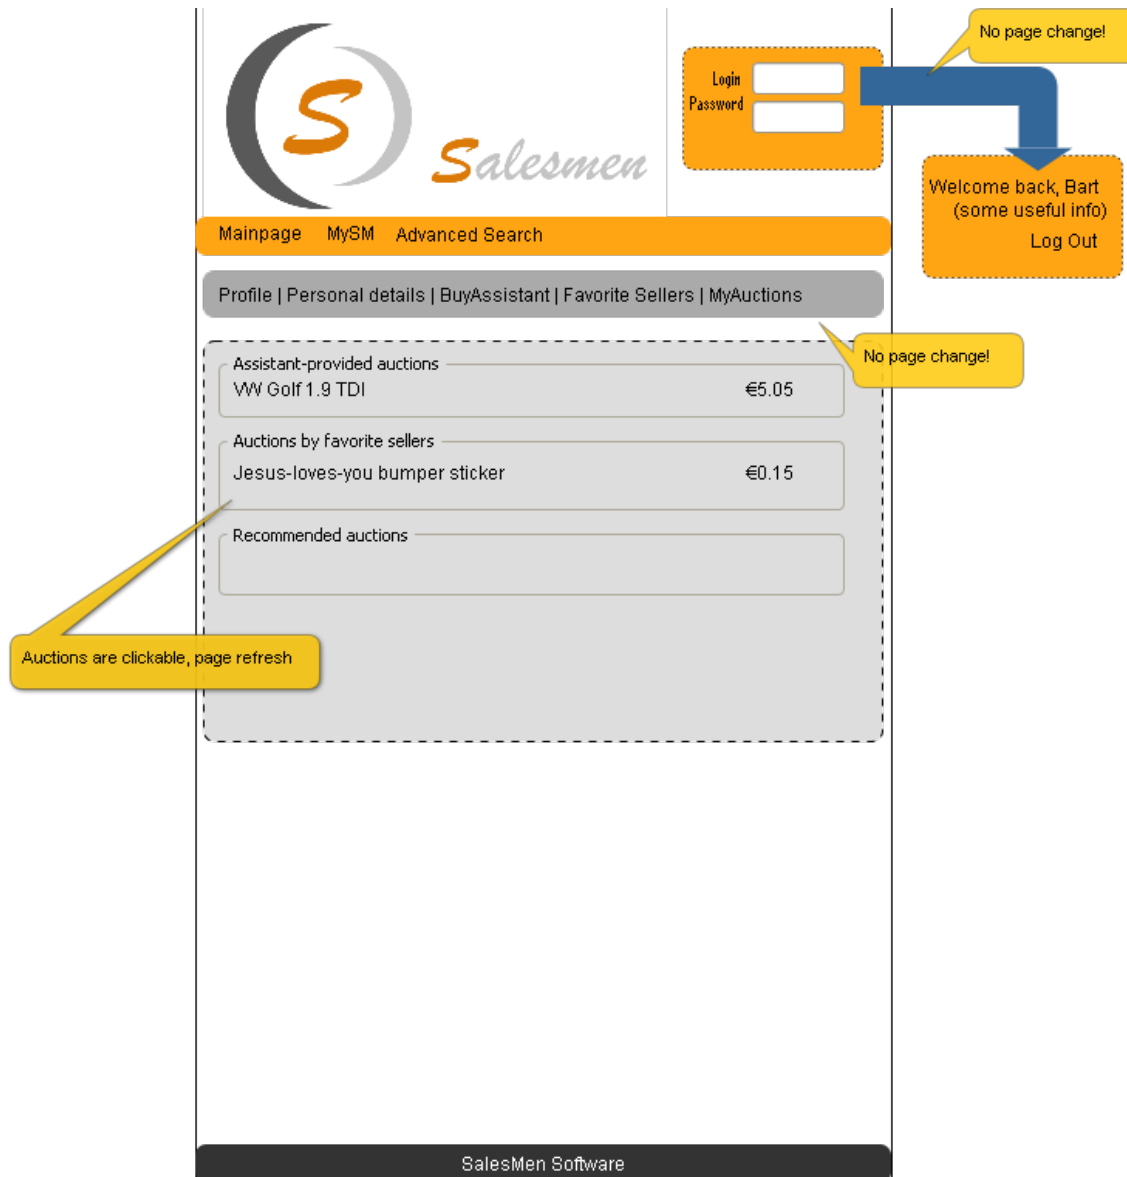 No page change!
Login
Password
S
Salesmen
Welcome back, Bart
(some useful info)
Log Out
Mainpage MySM Advanced Search
Profile | Personal details | BuyAssistant | Favorite Sellers | MyAuctions
No page change!
Assistant-provided auctions
VW Golf 1.9 TDI €5.05
Auctions by favorite sellers
Jesus-loves-you bumper sticker €0.15
Recommended auctions
Auctions are clickable, page refresh
SalesMen Software